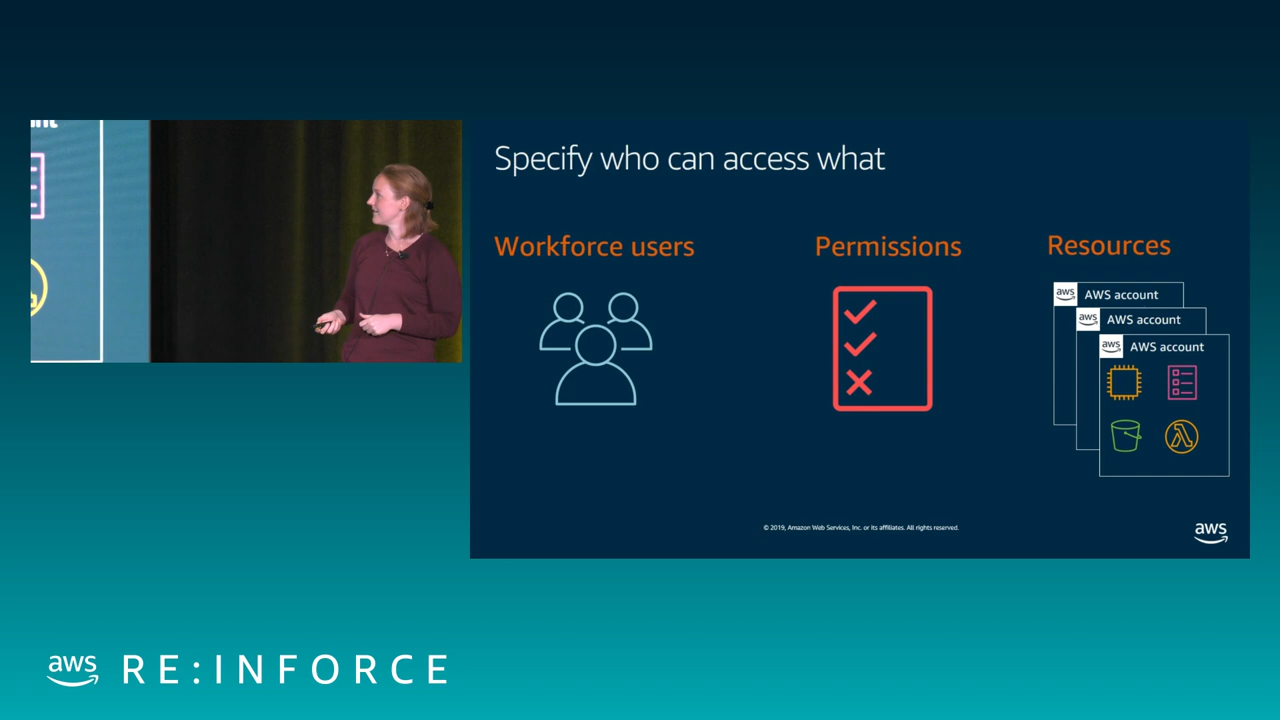 Specify who can access what
Workforce users
Permissions
Resources
aws AWS account
aws AWS account
aws AWS account
© 2019, Amazon Web Services, Inc. or its affiliates. All rights reserved.
aws
aws RE:INFORCE